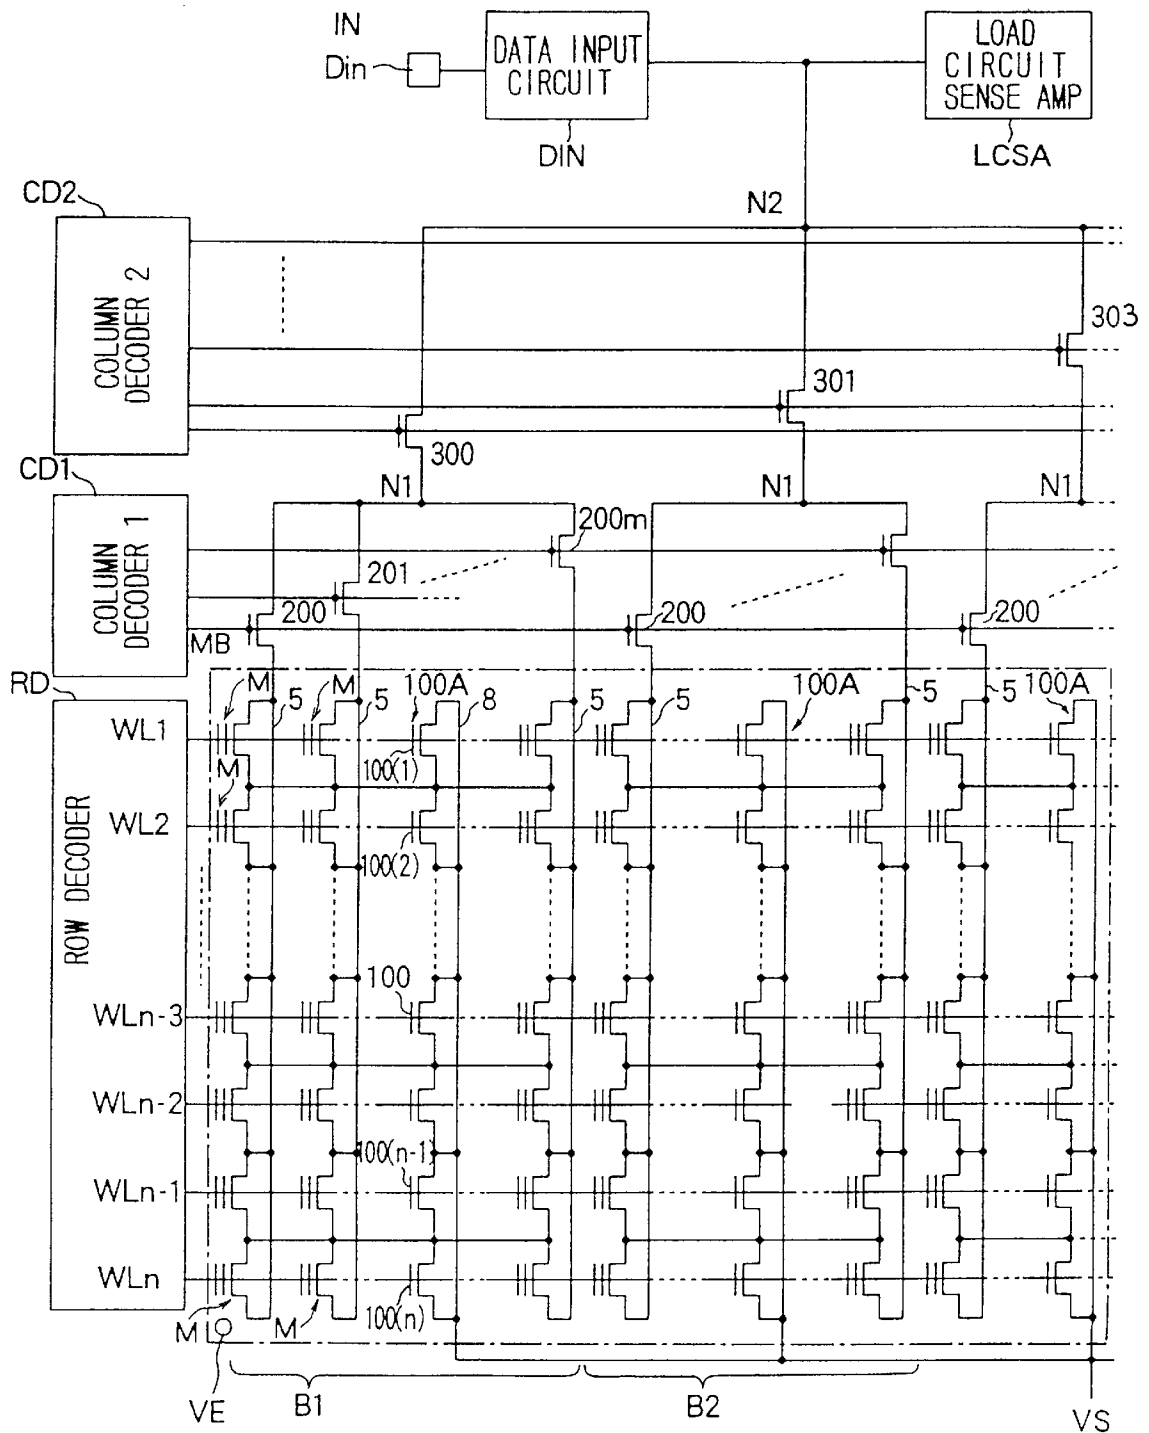 IN
Din
DATA INPUT
CIRCUIT
DIN
LOAD
CIRCUIT
SENSE AMP
LCSA
CD2
N2
COLUMN
DECODER 2
303
301
300
CD1
N1
N1
N1
COLUMN
DECODER 1
200m
201
200
200
200
MB
RD
M
5
M
5
100A
8
5
5
100A
5
5
100A
WL1
100(1)
M
WL2
100(2)
ROW DECODER
100
WLn-3
WLn-2
100(n-1)
WLn-1
WLn
100(n)
M
M
VE
B1
B2
VS